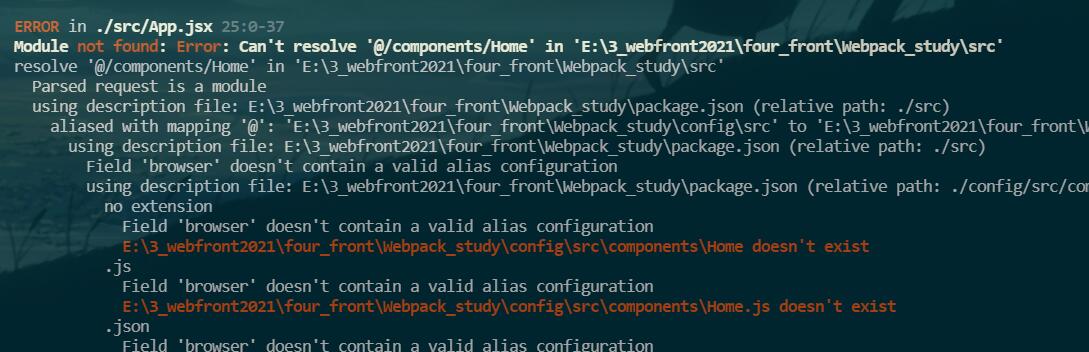 ERROR in ./src/App.jsx 25:0-37
Module not found: Error: Can't resolve '@/components/Home' in 'E:\3_webfront2021\four_front\Webpack_study\src'
resolve '@/components/Home' in 'E:\3_webfront2021\four_front\Webpack_study\src'
Parsed request is a module
using description file: E:\3_webfront2021\four_front\Webpack_study\package.json (relative path: ./src)
aliased with mapping '@': 'E:\3_webfront2021\four_front\Webpack_study\config\src' to 'E:\3_webfront2021\four_front\W
using description file: E:\3_webfront2021\four_front\Webpack_study\package.json (relative path: ./src)
Field 'browser' doesn't contain a valid alias configuration
using description file: E:\3_webfront2021\four_front\Webpack_study\package.json (relative path: ./config/src/con
no extension
Field 'browser' doesn't contain a valid alias configuration
E:\3_webfront2021\four_front\Webpack_study\config\src\components\Home doesn't exist
.js
Field 'browser' doesn't contain a valid alias configuration
E:\3_webfront2021\four_front\Webpack_study\config\src\components\Home.js doesn't exist
.json
Field 'browser' doesn't contain a valid alias configuration